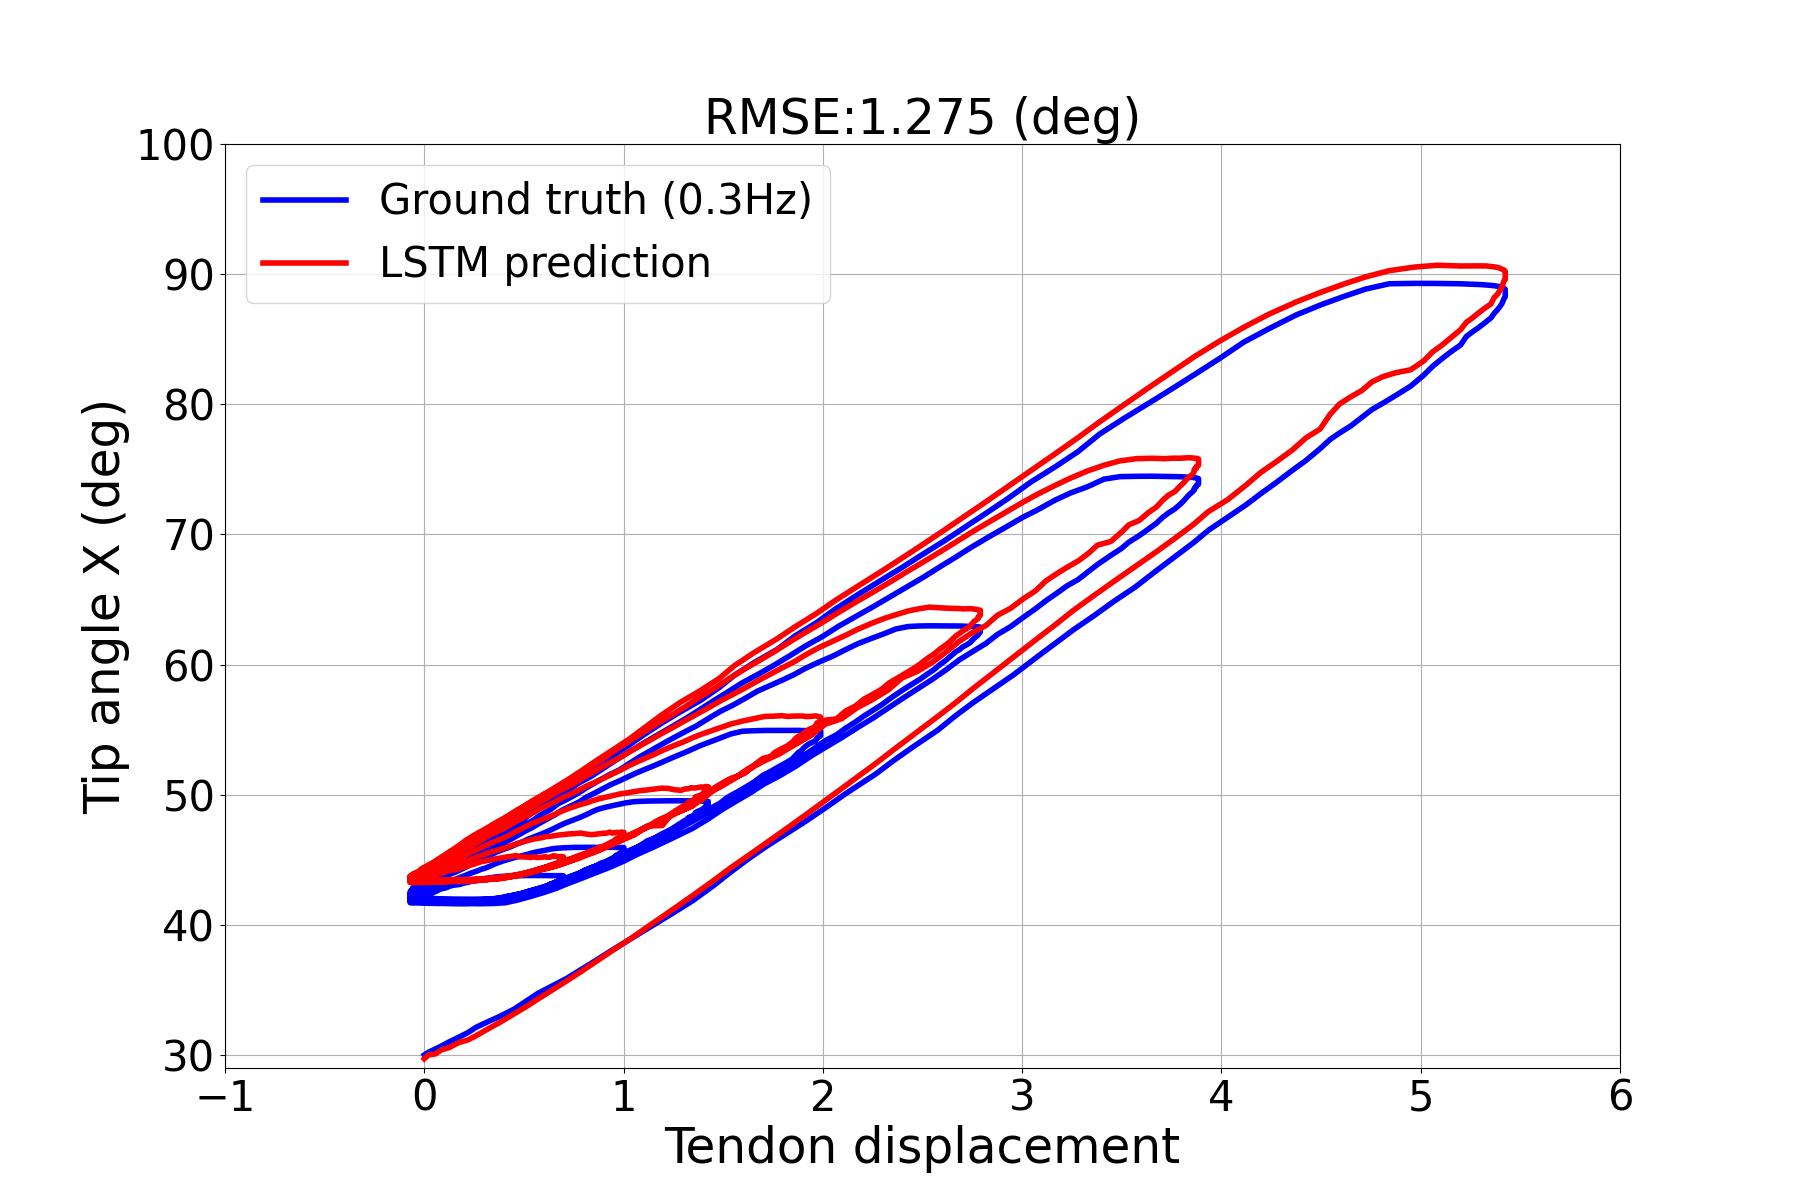 RMSE:1.275 (deg)
Ground truth (0.3Hz)
LSTM prediction
Tip angle X (deg)
100
90
80
70
60
50
40
30
−1 0 1 2 3 4 5 6
Tendon displacement